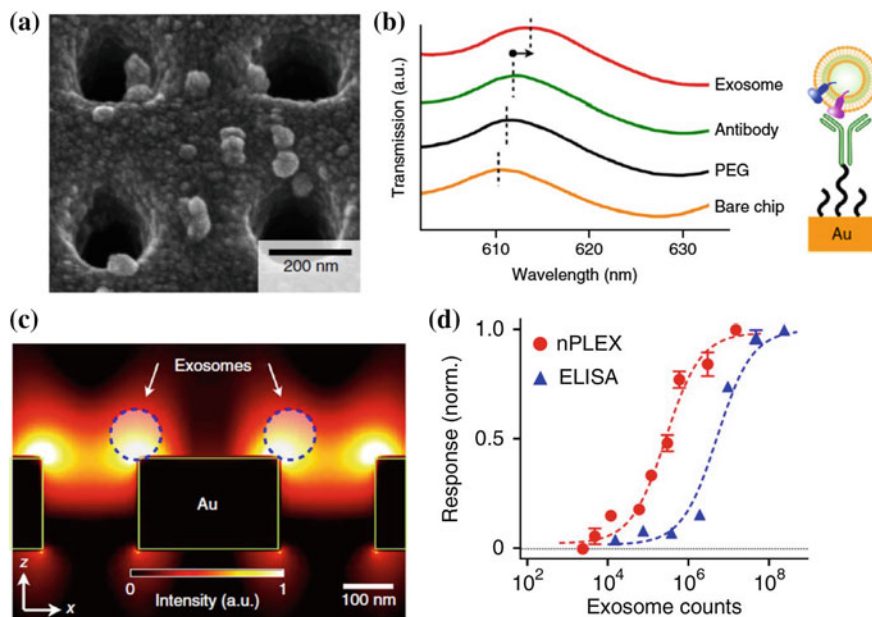 (a)
200 nm
(b)
Transmission (a.u.)
Exosome
Antibody
PEG
Bare chip
610
620
630
Wavelength (nm)
Au
(c)
Exosomes
Au
z
x
0
1
Intensity (a.u.)
100 nm
(d)
nPLEX
ELISA
Response (norm.)
1.0
0.5
0
10²
10⁴
10⁶
10⁸
Exosome counts